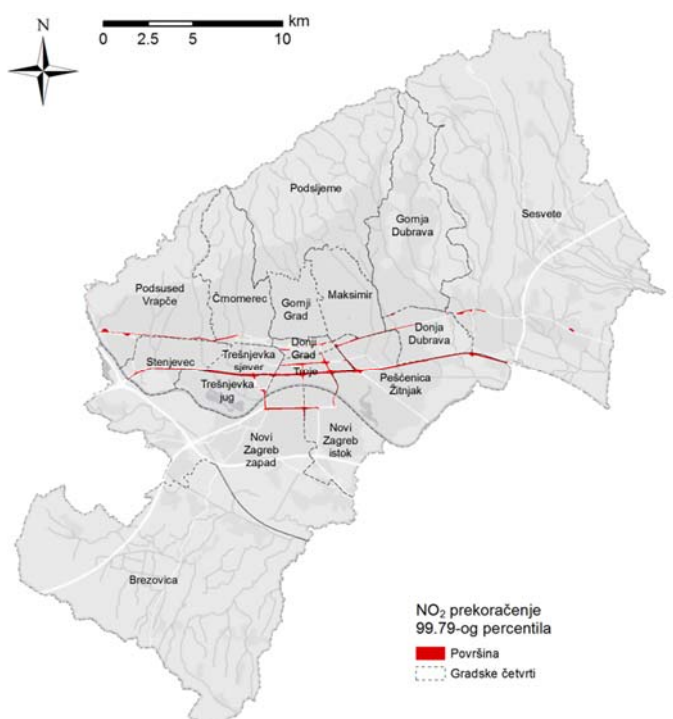 N
km
0 2.5 5 10
Podsljeme
Sesvete
Gornja
Dubrava
Podsused
Vrapče
Črnomerec
Gornji
Grad
Maksimir
Donja
Dubrava
Donji
Grad
Stenjevec
Trešnjevka
sjever
Trnje
Trešnjevka
jug
Peščenica
Žitnjak
Novi
Zagreb
zapad
Novi
Zagreb
istok
Brezovica
NO₂ prekoračenje
99.79-og percentila
Površina
Gradske četvrti